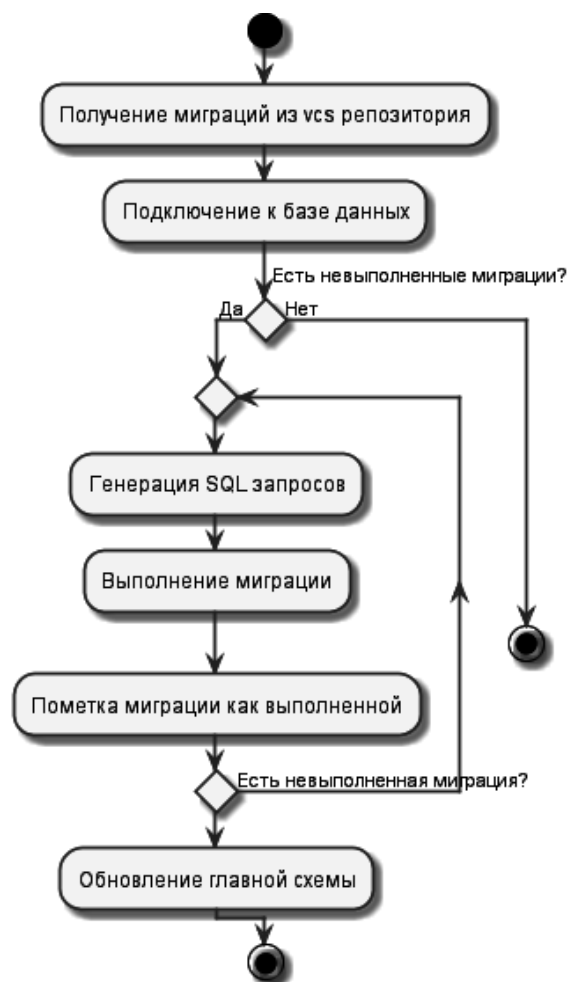 Получение миграций из vcs репозитория
Подключение к базе данных
Есть невыполненные миграции?
Да
Нет
Генерация SQL запросов
Выполнение миграции
Пометка миграции как выполненной
Есть невыполненная миграция?
Обновление главной схемы